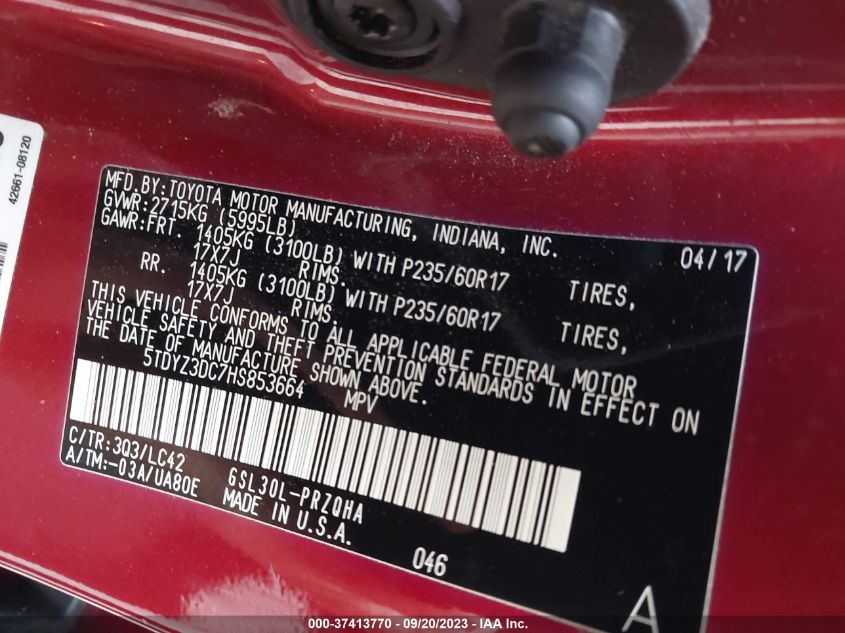 42661-08120
MFD.BY:TOYOTA MOTOR MANUFACTURING, INDIANA, INC. 04/17
GVWR:2715KG (5995LB)
GAWR:FRT. 1405KG (3100LB) WITH P235/60R17 TIRES,
17X7J RIMS.
RR. 1405KG (3100LB) WITH P235/60R17 TIRES,
17X7J RIMS.
THIS VEHICLE CONFORMS TO ALL APPLICABLE FEDERAL MOTOR
VEHICLE SAFETY AND THEFT PREVENTION STANDARDS IN EFFECT ON
THE DATE OF MANUFACTURE SHOWN ABOVE.
5TDYZ3DC7HS853664 MPV
C/TR:3Q3/LC42 GSL30L-PRZQHA
A/TM:-03A/UA80E MADE IN U.S.A.
046
A
000-37413770 - 09/20/2023 - IAA Inc.